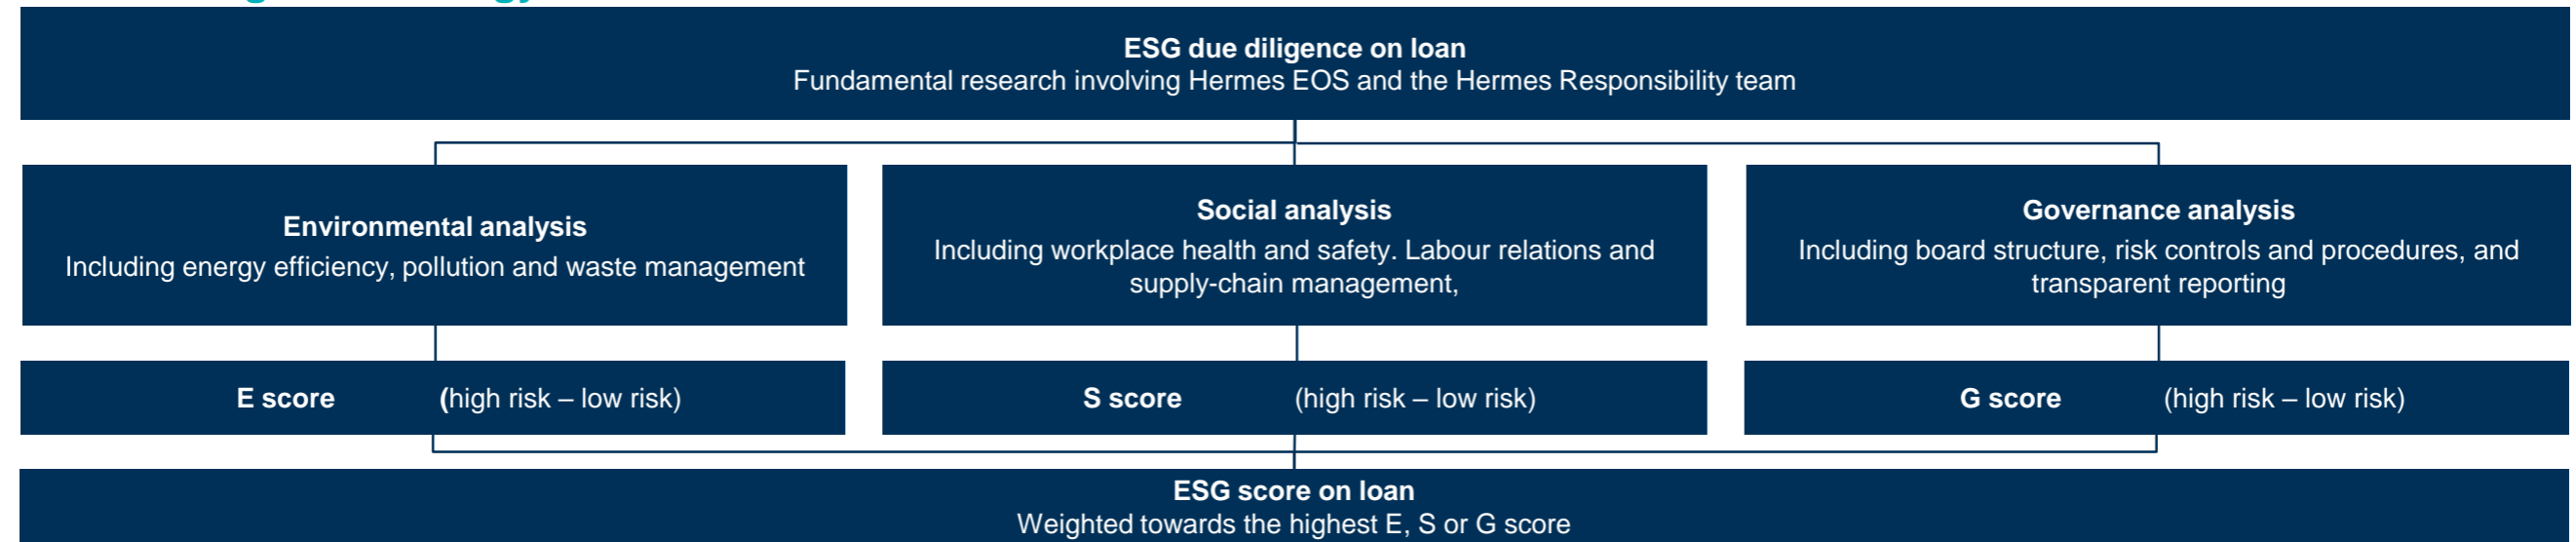 ESG due diligence on loan
Fundamental research involving Hermes EOS and the Hermes Responsibility team
Environmental analysis
Including energy efficiency, pollution and waste management
Social analysis
Including workplace health and safety. Labour relations and
supply-chain management,
Governance analysis
Including board structure, risk controls and procedures, and
transparent reporting
E score (high risk – low risk)
S score (high risk – low risk)
G score (high risk – low risk)
ESG score on loan
Weighted towards the highest E, S or G score